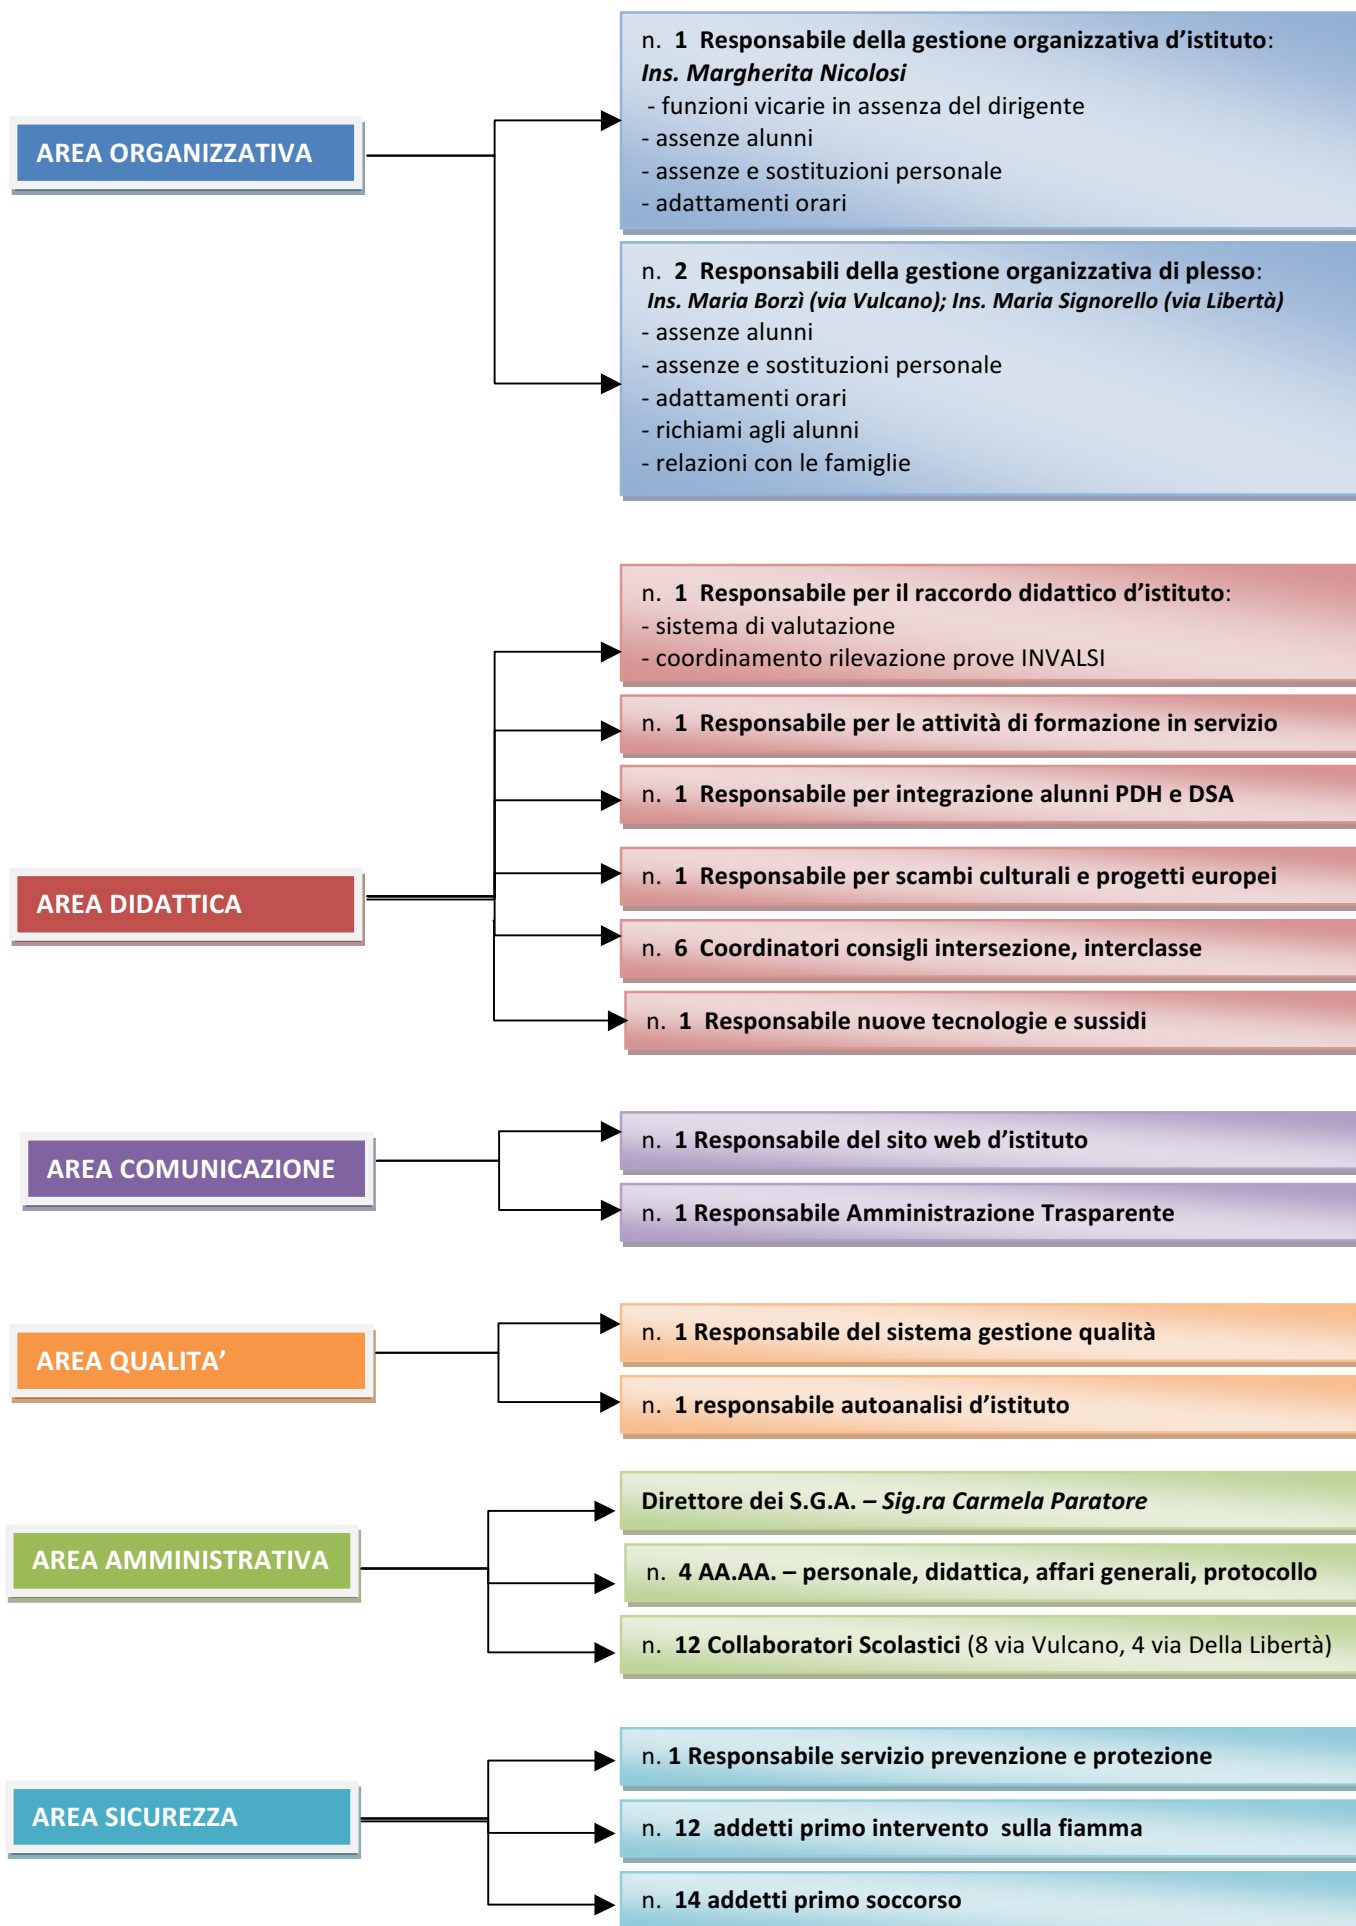 AREA ORGANIZZATIVA
n. 1 Responsabile della gestione organizzativa d’istituto:
Ins. Margherita Nicolosi
- funzioni vicarie in assenza del dirigente
- assenze alunni
- assenze e sostituzioni personale
- adattamenti orari
n. 2 Responsabili della gestione organizzativa di plesso:
Ins. Maria Borzì (via Vulcano); Ins. Maria Signorello (via Libertà)
- assenze alunni
- assenze e sostituzioni personale
- adattamenti orari
- richiami agli alunni
- relazioni con le famiglie
AREA DIDATTICA
n. 1 Responsabile per il raccordo didattico d’istituto:
- sistema di valutazione
- coordinamento rilevazione prove INVALSI
n. 1 Responsabile per le attività di formazione in servizio
n. 1 Responsabile per integrazione alunni PDH e DSA
n. 1 Responsabile per scambi culturali e progetti europei
n. 6 Coordinatori consigli intersezione, interclasse
n. 1 Responsabile nuove tecnologie e sussidi
AREA COMUNICAZIONE
n. 1 Responsabile del sito web d’istituto
n. 1 Responsabile Amministrazione Trasparente
AREA QUALITA’
n. 1 Responsabile del sistema gestione qualità
n. 1 responsabile autoanalisi d’istituto
AREA AMMINISTRATIVA
Direttore dei S.G.A. – Sig.ra Carmela Paratore
n. 4 AA.AA. – personale, didattica, affari generali, protocollo
n. 12 Collaboratori Scolastici (8 via Vulcano, 4 via Della Libertà)
AREA SICUREZZA
n. 1 Responsabile servizio prevenzione e protezione
n. 12 addetti primo intervento sulla fiamma
n. 14 addetti primo soccorso